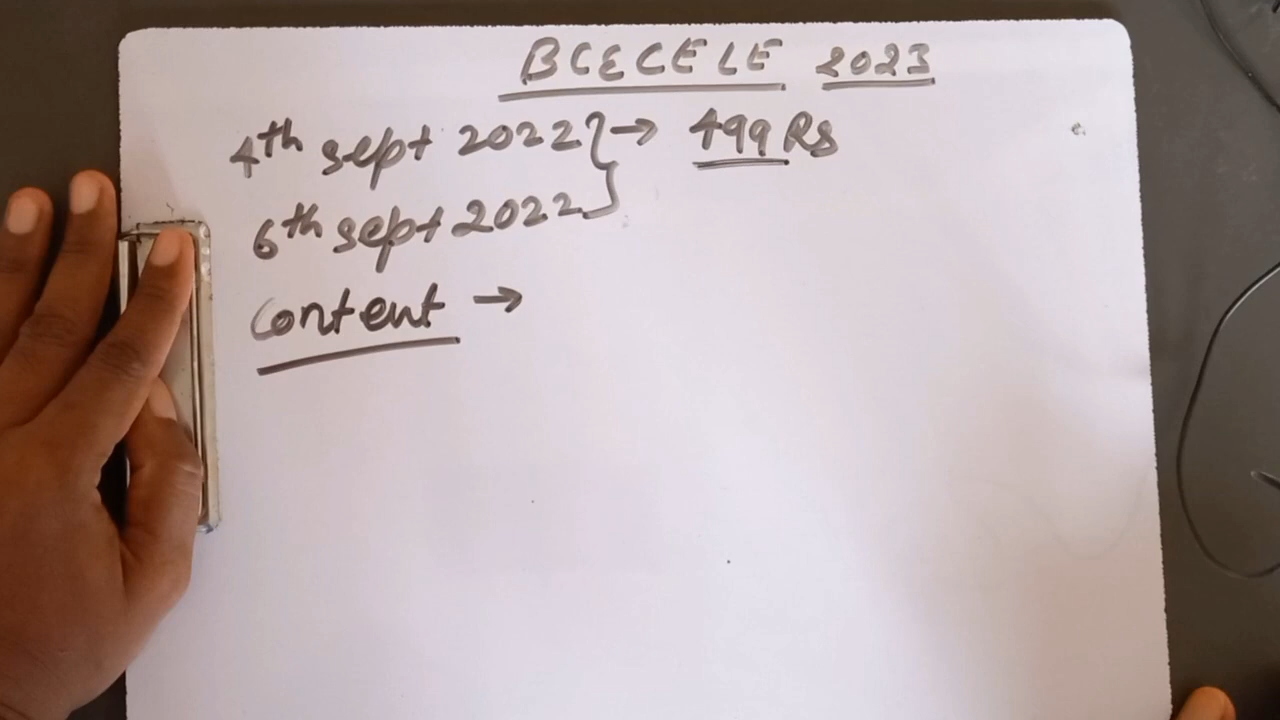 BCECELE 2023
4th sept 2022 } → 499 Rs
6th sept 2022
Content →